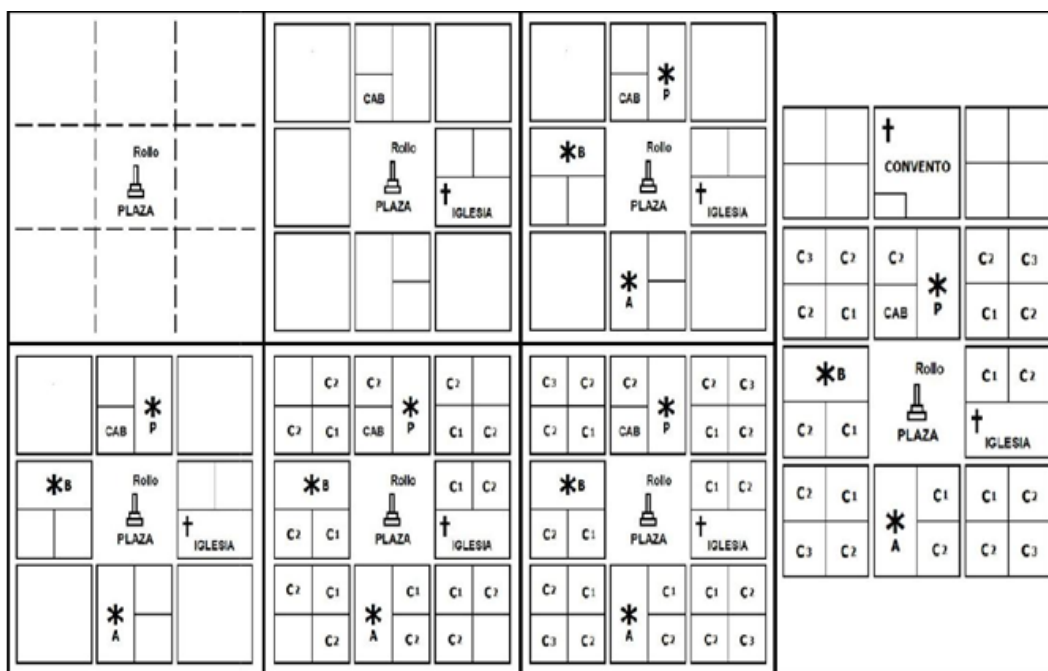 Rollo
PLAZA
CAB
Rollo
PLAZA IGLESIA
CAB P
B Rollo
PLAZA IGLESIA
A
CAB P
B Rollo
PLAZA IGLESIA
A
C2 C2 C2
C2 C1 CAB P C1 C2
B Rollo C1 C2
C2 C1 PLAZA IGLESIA
C2 C1 C1 C1 C2
C2 A C2 C2
C3 C2 C2 C2 C3
C2 C1 CAB P C2 C2
B Rollo C1 C2
C2 C1 PLAZA IGLESIA
C2 C1 C1 C1 C2
C3 C2 A C2 C2 C3
CONVENTO
C3 C2 C2 C2 C3
C2 C1 CAB P C1 C2
B Rollo C1 C2
C2 C1 PLAZA IGLESIA
C2 C1 C1 C1 C2
C3 C2 A C2 C2 C3